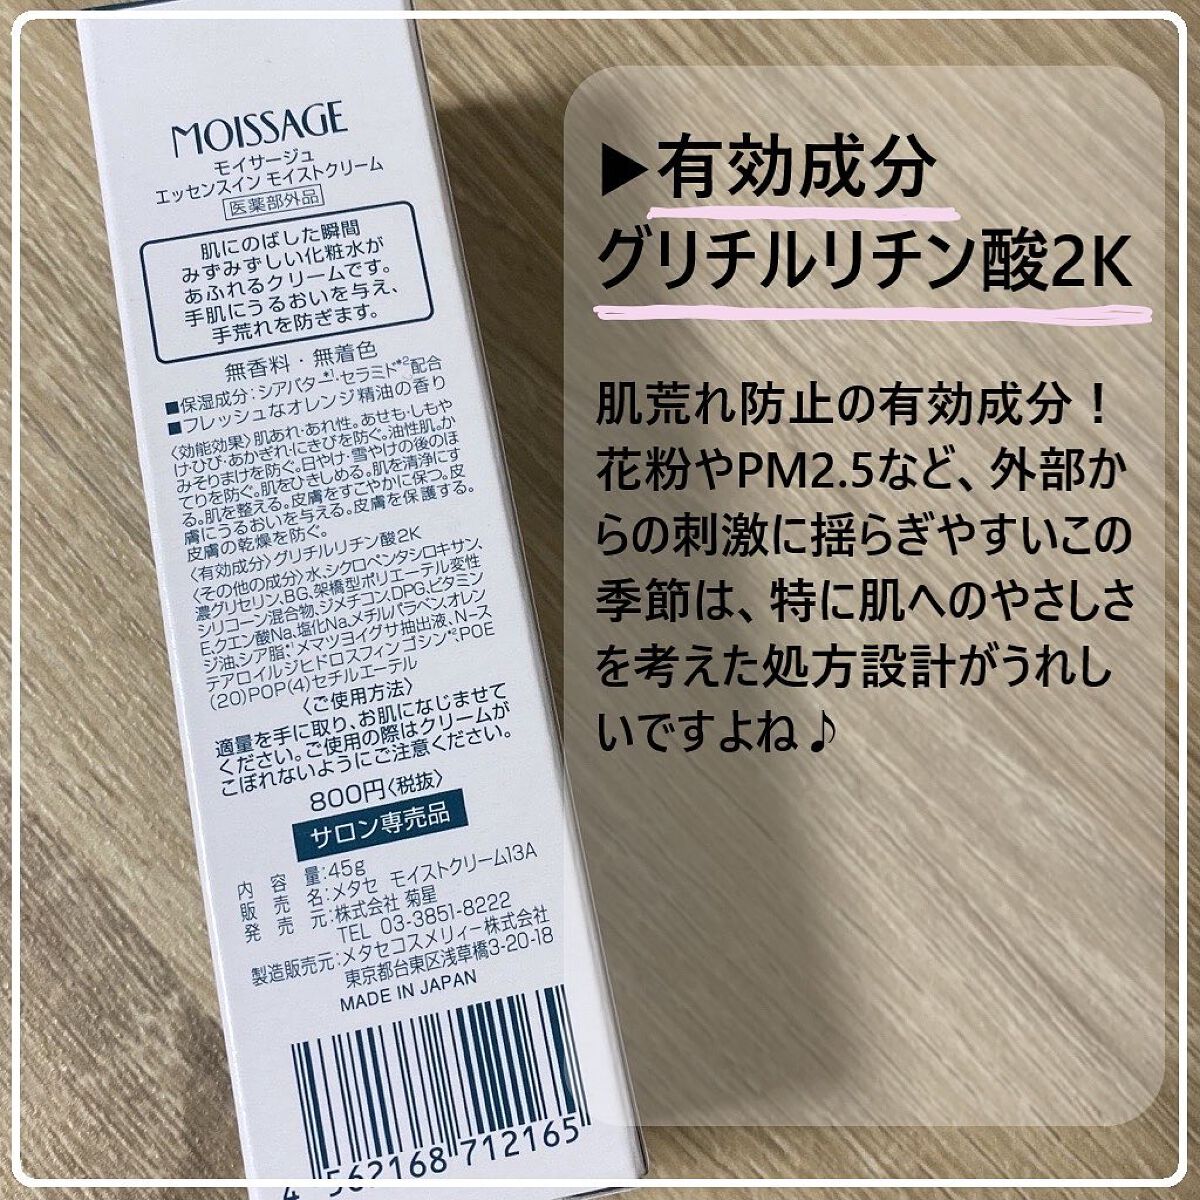 MOISSAGE
モイサージュ
エッセンスイン モイストクリーム
医薬部外品
肌にのばした瞬間
みずみずしい化粧水が
あふれるクリームです。
手肌にうるおいを与え、
手荒れを防ぎます。
無香料・無着色
■保湿成分:シアバター*1・セラミド*2配合
■フレッシュなオレンジ精油の香り
〈効能効果〉肌あれ・あれ性。あせも・しもや
け・ひび・あかぎれ・にきびを防ぐ。油性肌。か
みそりまけを防ぐ。日やけ・雪やけの後のほ
てりを防ぐ。肌をひきしめる。肌を清浄にす
る。肌を整える。皮膚をすこやかに保つ。皮
膚にうるおいを与える。皮膚を保護する。
皮膚の乾燥を防ぐ。
〈有効成分〉グリチルリチン酸2K
〈その他の成分〉水、シクロペンタシロキサン、
濃グリセリン、BG、架橋型ポリエーテル変性
シリコーン混合物、ジメチコン、DPG、ビタミン
E、クエン酸Na、塩化Na、メチルパラベン、オレン
ジ油、シア脂*1、メマツヨイグサ抽出液、N-ス
テアロイルジヒドロスフィンゴシン*2、POE
(20)POP(4)セチルエーテル
〈ご使用方法〉
適量を手に取り、お肌になじませて
ください。ご使用の際はクリームが
こぼれないようにご注意ください。
800円〈税抜〉
サロン専売品
内容量:45g
販売名:メタセ モイストクリーム13A
発売元:株式会社 菊星
TEL 03-3851-8222
製造販売元:メタセコスメリィー株式会社
東京都台東区浅草橋3-20-18
MADE IN JAPAN
4 562168 712165
▶有効成分
グリチルリチン酸2K
肌荒れ防止の有効成分！
花粉やPM2.5など、外部か
らの刺激に揺らぎやすいこの
季節は、特に肌へのやさしさ
を考えた処方設計がうれし
いですよね♪